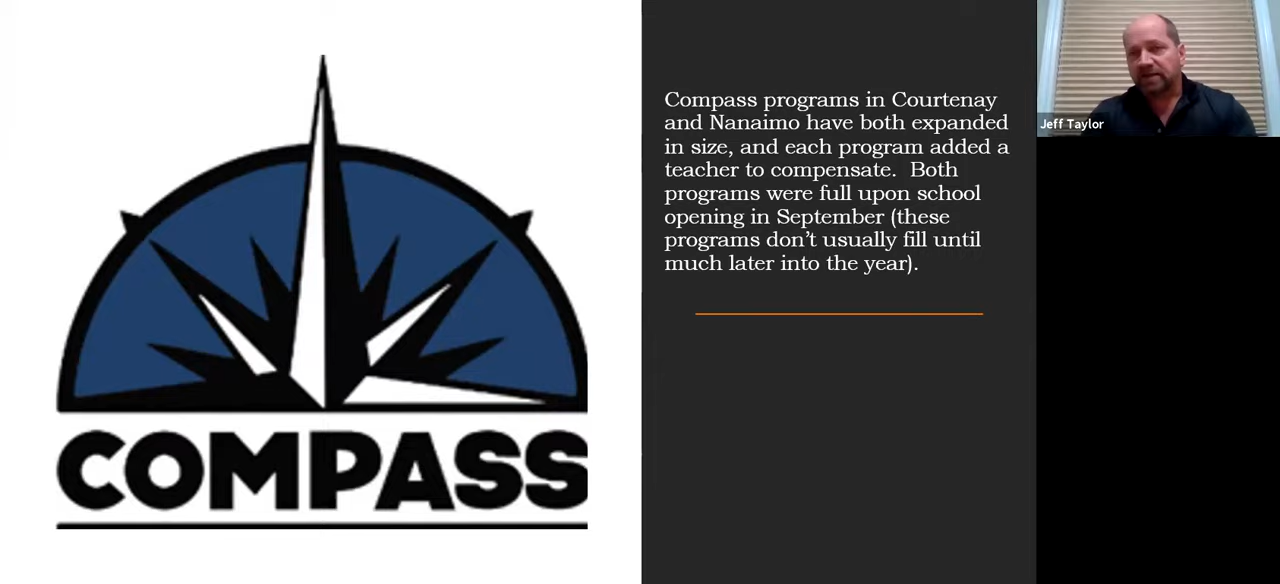 COMPASS
Compass programs in Courtenay
and Nanaimo have both expanded
in size, and each program added a
teacher to compensate.  Both
programs were full upon school
opening in September (these
programs don’t usually fill until
much later into the year).
Jeff Taylor